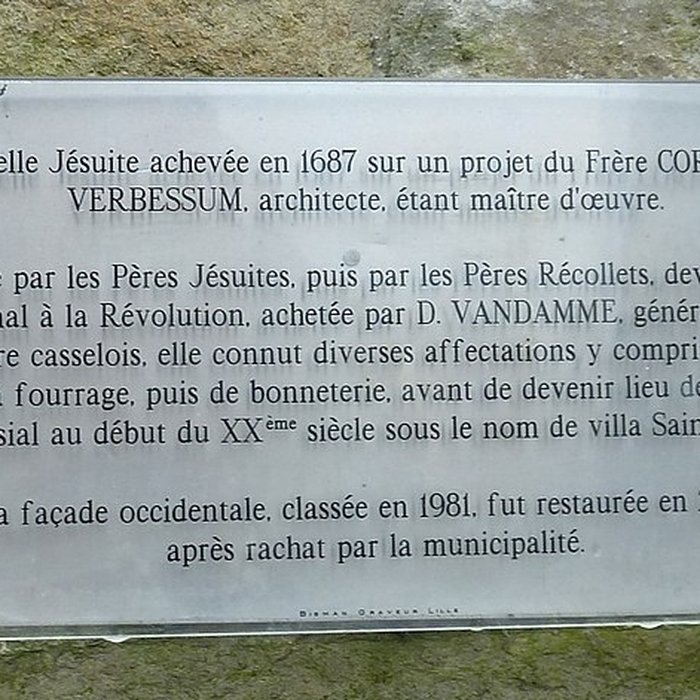 elle Jésuite achevée en 1687 sur un projet du Frère COR
VERBESSUM, architecte, étant maître d'œuvre.
par les Pères Jésuites, puis par les Pères Récollets, dev
nal à la Révolution, achetée par D. VANDAMME, génér
re casselois, elle connut diverses affectations y compri
fourrage, puis de bonneterie, avant de devenir lieu de
sial au début du XXème siècle sous le nom de villa Sain
a façade occidentale, classée en 1981, fut restaurée en
après rachat par la municipalité.
DISMAN GRAVEUR LILLE